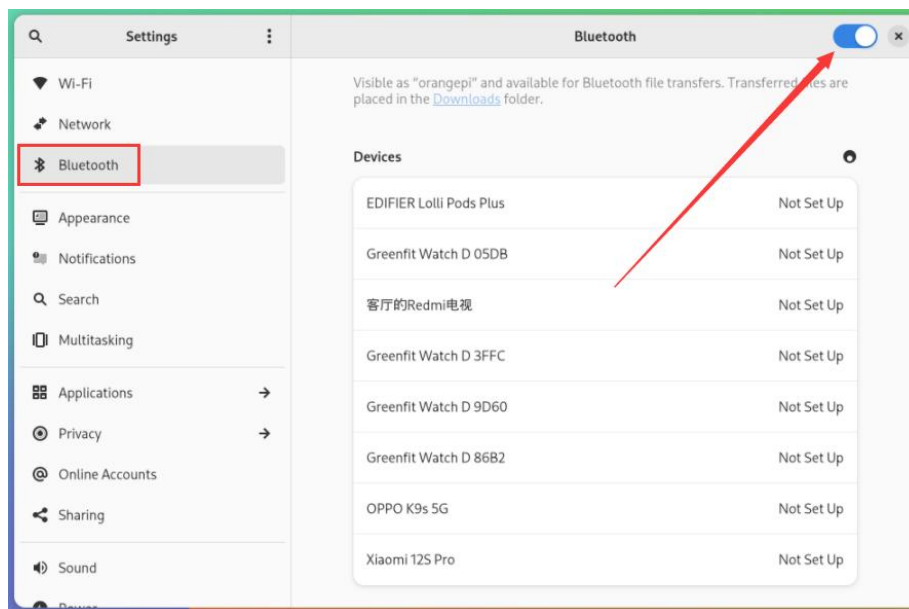 Settings
Bluetooth
Wi-Fi
Network
Bluetooth
Appearance
Notifications
Search
Multitasking
Applications
Privacy
Online Accounts
Sharing
Sound
Power
Visible as "orangepi" and available for Bluetooth file transfers. Transferred files are
placed in the Downloads folder.
Devices
EDIFIER Lolli Pods Plus Not Set Up
Greenfit Watch D 05DB Not Set Up
客厅的Redmi电视 Not Set Up
Greenfit Watch D 3FFC Not Set Up
Greenfit Watch D 9D60 Not Set Up
Greenfit Watch D 86B2 Not Set Up
OPPO K9s 5G Not Set Up
Xiaomi 12S Pro Not Set Up